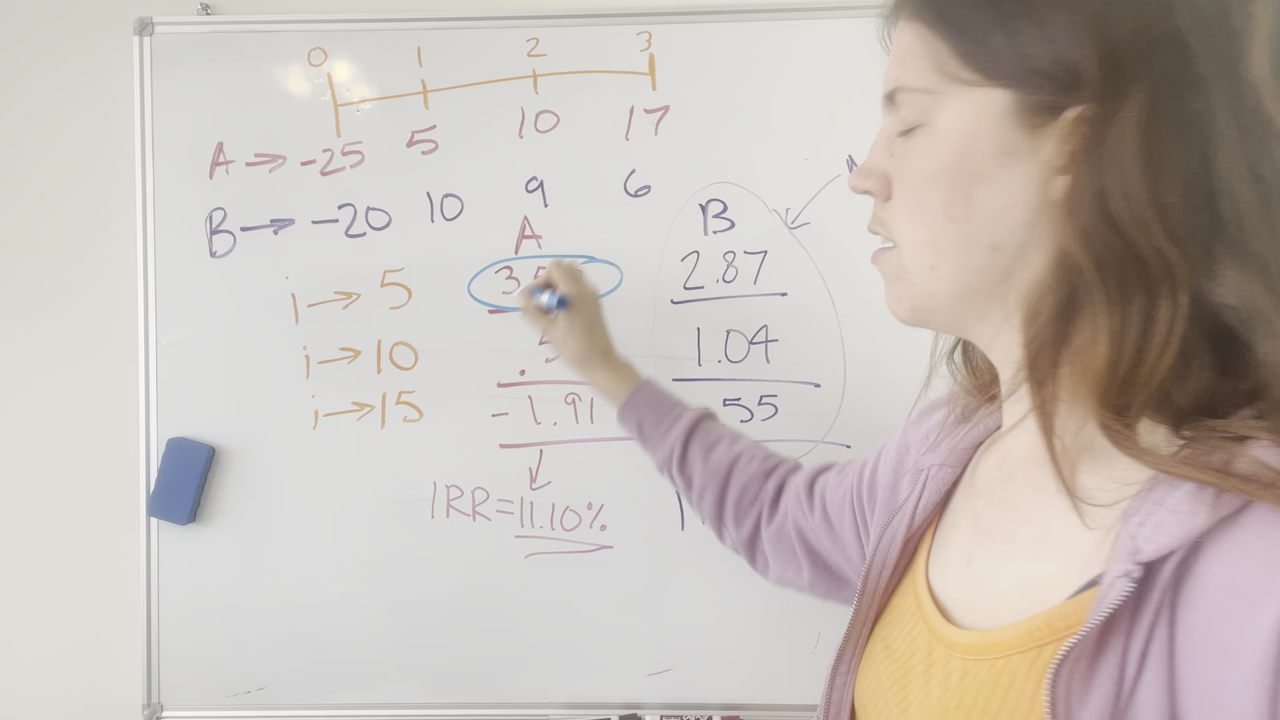 0 1 2 3
A → -25 5 10 17
B → -20 10 9 6
A B
i → 5 2.87
i → 10 1.04
i → 15 -1.91 55
IRR = 11.10%